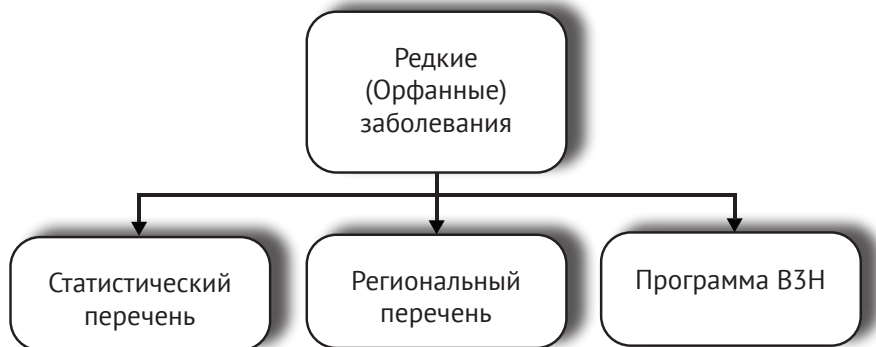 Редкие
(Орфанные)
заболевания
Статистический
перечень
Региональный
перечень
Программа ВЗН